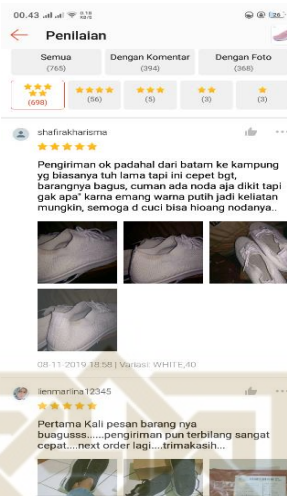 00.43
Penilaian
Semua
(765)
Dengan Komentar
(394)
Dengan Foto
(368)
(698)
(56)
(5)
(3)
(3)
shafirakharisma
Pengiriman ok padahal dari batam ke kampung
yg biasanya tuh lama tapi ini cepet bgt,
barangnya bagus, cuman ada noda aja dikit tapi
gak apa" karna emang warna putih jadi keliatan
mungkin, semoga d cuci bisa hioang nodanya..
08-11-2019 18:58 | Variasi: WHITE,40
lienmarlina12345
Pertama Kali pesan barang nya
buagusss......pengiriman pun terbilang sangat
cepat....next order lagi....trimakasih...